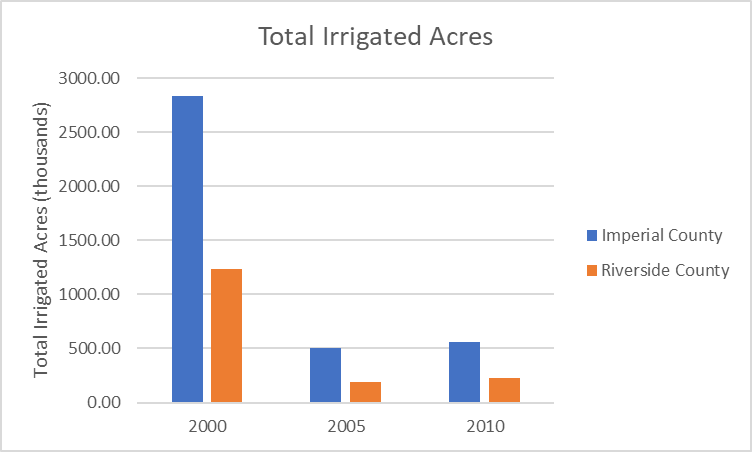 Total Irrigated Acres
Total Irrigated Acres (thousands)
3000.00
2500.00
2000.00
1500.00
1000.00
500.00
0.00
2000
2005
2010
Imperial County
Riverside County